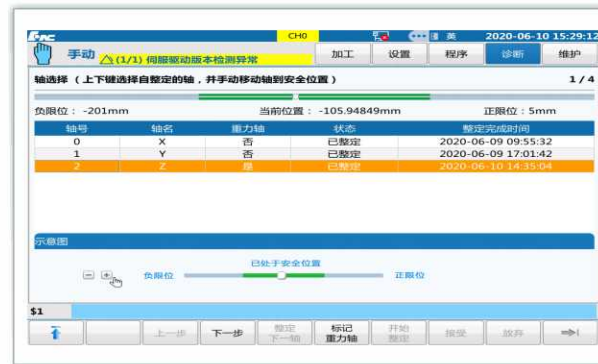 HNC CH0 英 2020-06-10 15:29:12
手动 (1/1) 伺服驱动版本检测异常 加工 设置 程序 诊断 维护
轴选择 （上下键选择自整定的轴，并手动移动轴到安全位置） 1 / 4
负限位： -201mm 当前位置： -105.94849mm 正限位：5mm
轴号 轴名 重力轴 状态 整定完成时间
0 X 否 已整定 2020-06-09 09:55:32
1 Y 否 已整定 2020-06-09 17:01:42
2 Z 是 已整定 2020-06-10 14:35:04
示意图
已处于安全位置
负限位 正限位
$1
上一步 下一步 整定下一轴 标记重力轴 开始整定 接受 放弃